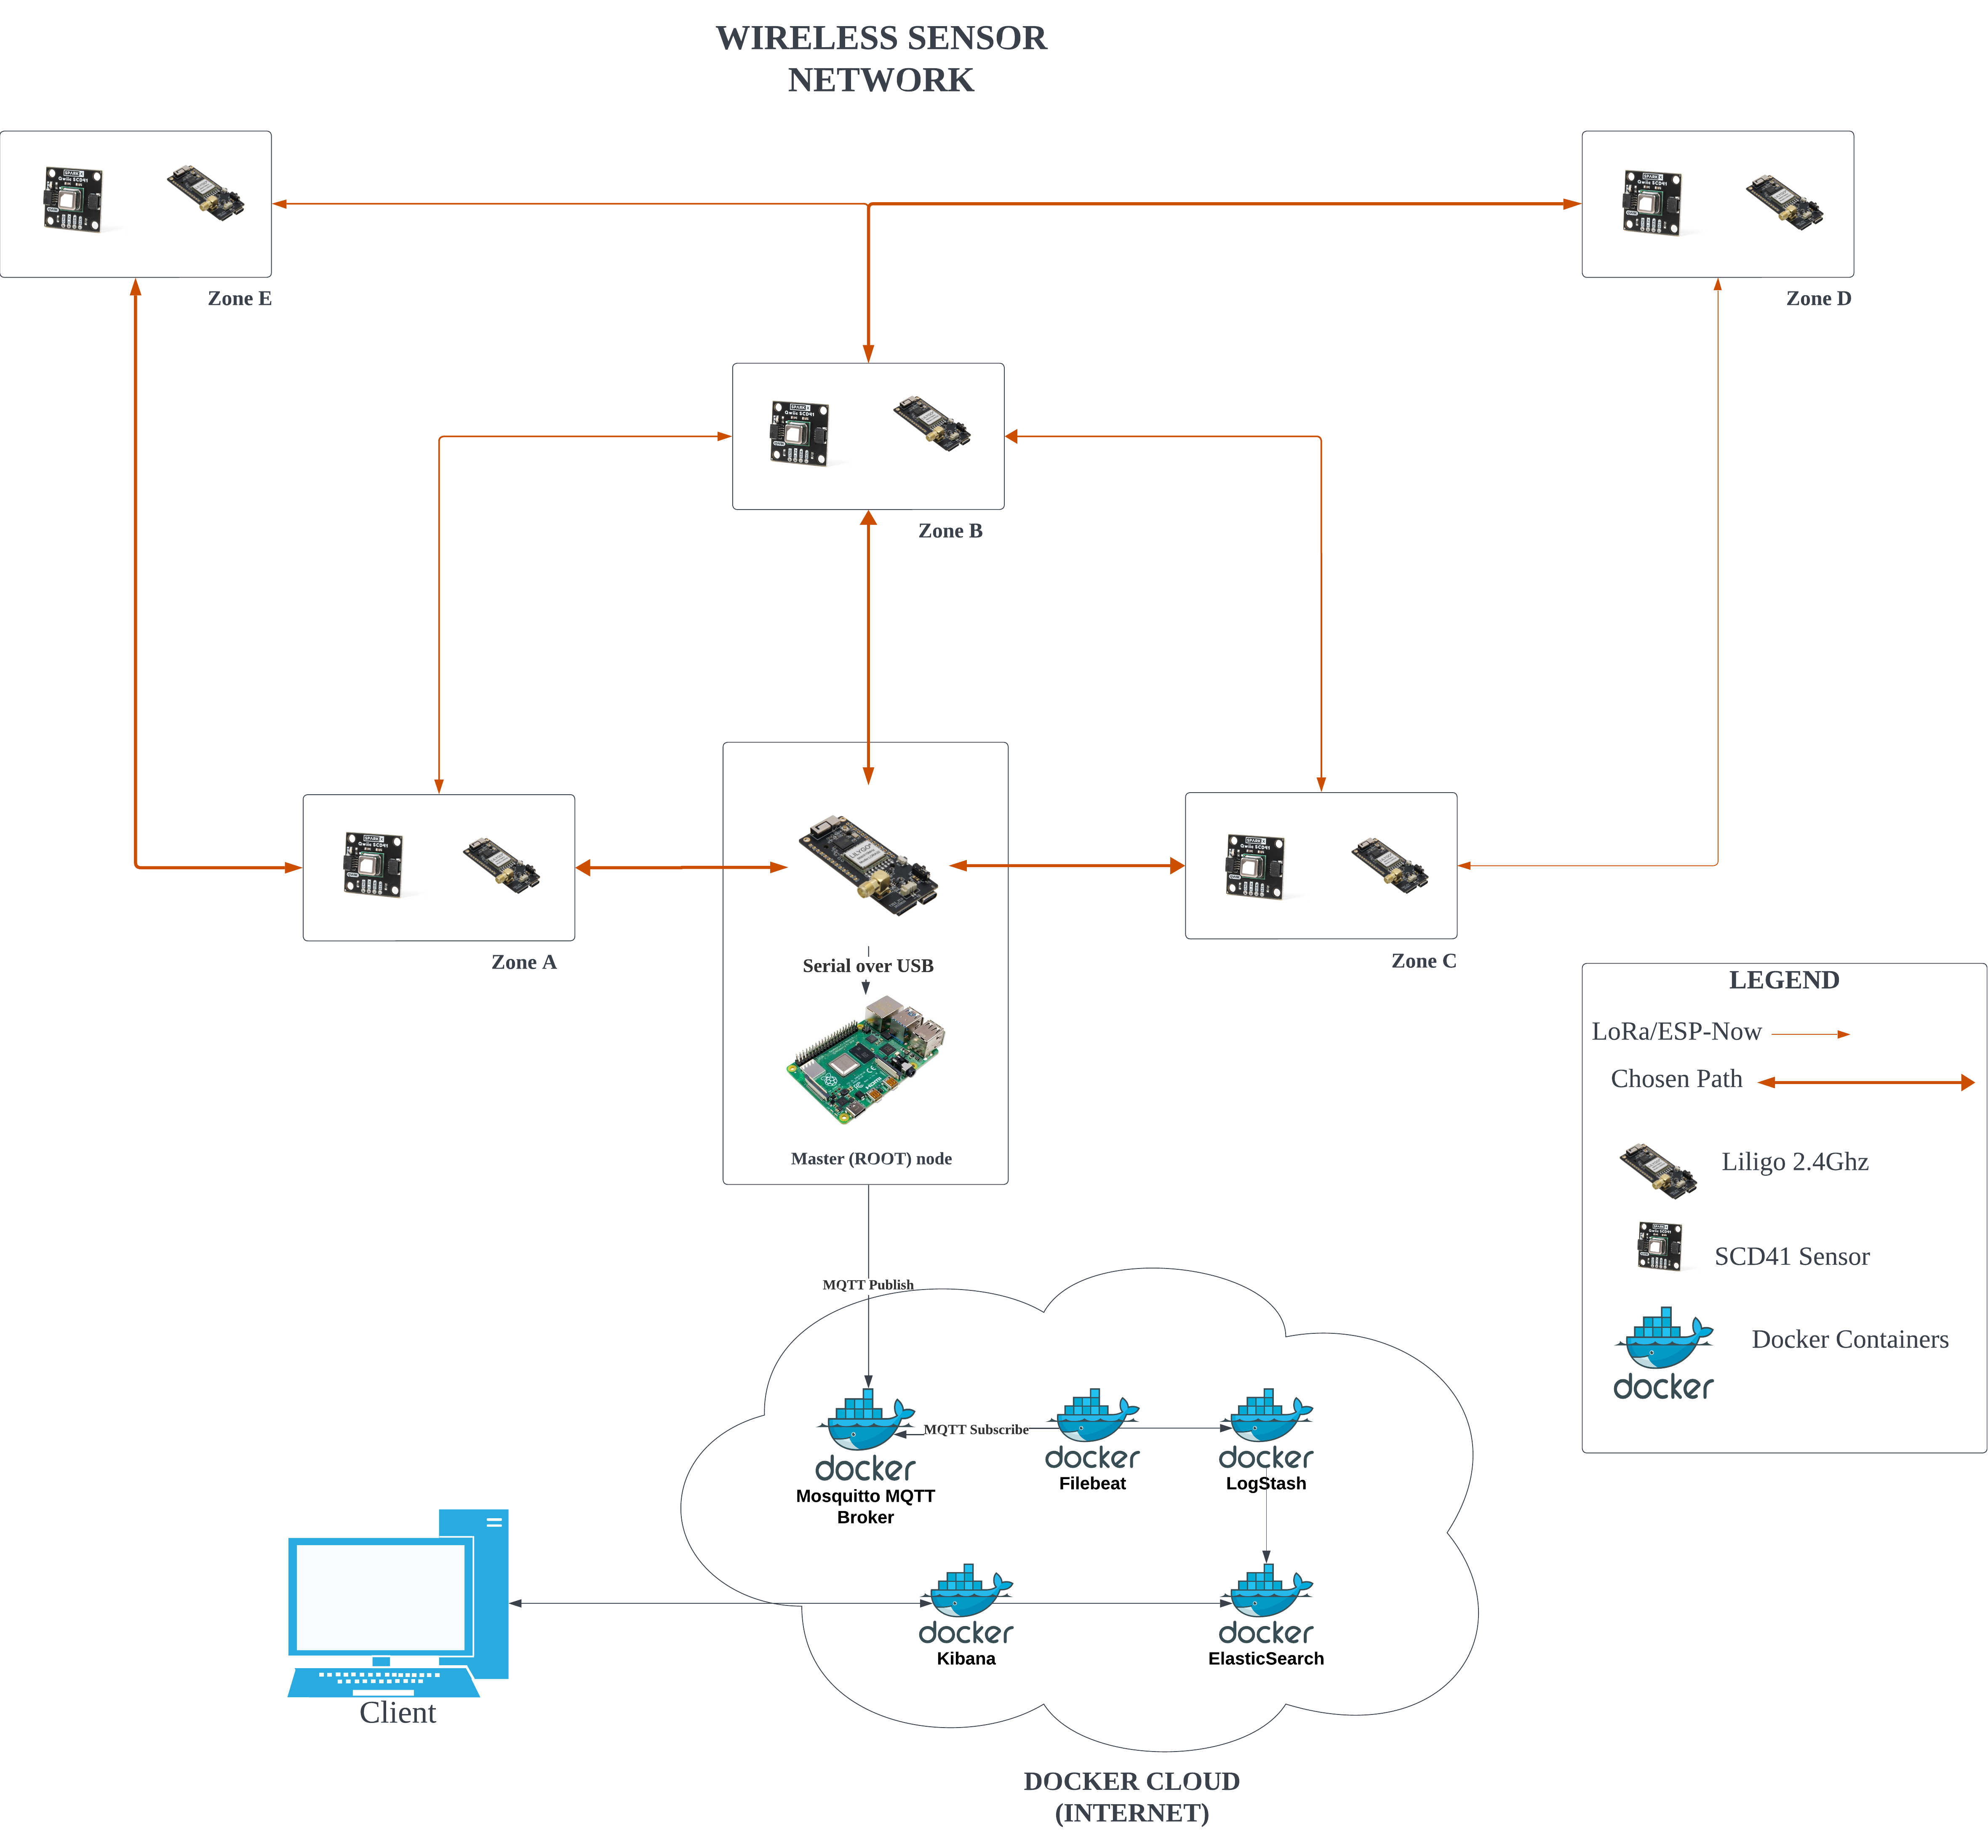 WIRELESS SENSOR
NETWORK
Zone E
Zone D
Zone B
Zone A
Serial over USB
Master (ROOT) node
Zone C
LEGEND
LoRa/ESP-Now
Chosen Path
Liligo 2.4Ghz
SCD41 Sensor
docker
Docker Containers
MQTT Publish
docker
Mosquitto MQTT
Broker
MQTT Subscribe
docker
Filebeat
docker
LogStash
docker
Kibana
docker
ElasticSearch
Client
DOCKER CLOUD
(INTERNET)